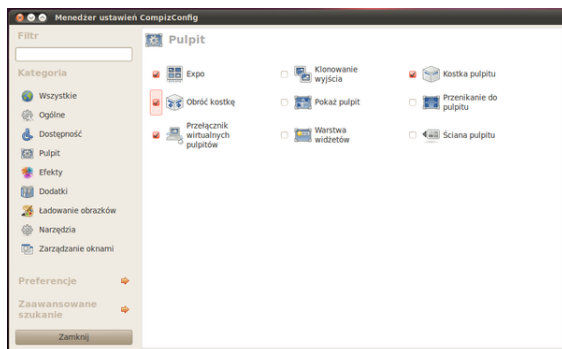 Menedżer ustawień CompizConfig
Filtr
Kategoria
Wszystkie
Ogólne
Dostępność
Pulpit
Efekty
Dodatki
Ładowanie obrazków
Narzędzia
Zarządzanie oknami
Preferencje
Zaawansowane
szukanie
Zamknij
Pulpit
Expo
Klonowanie
wyjścia
Kostka pulpitu
Obróć kostkę
Pokaż pulpit
Przenikanie do
pulpitu
Przełącznik
wirtualnych
pulpitów
Warstwa
widżetów
Ściana pulpitu